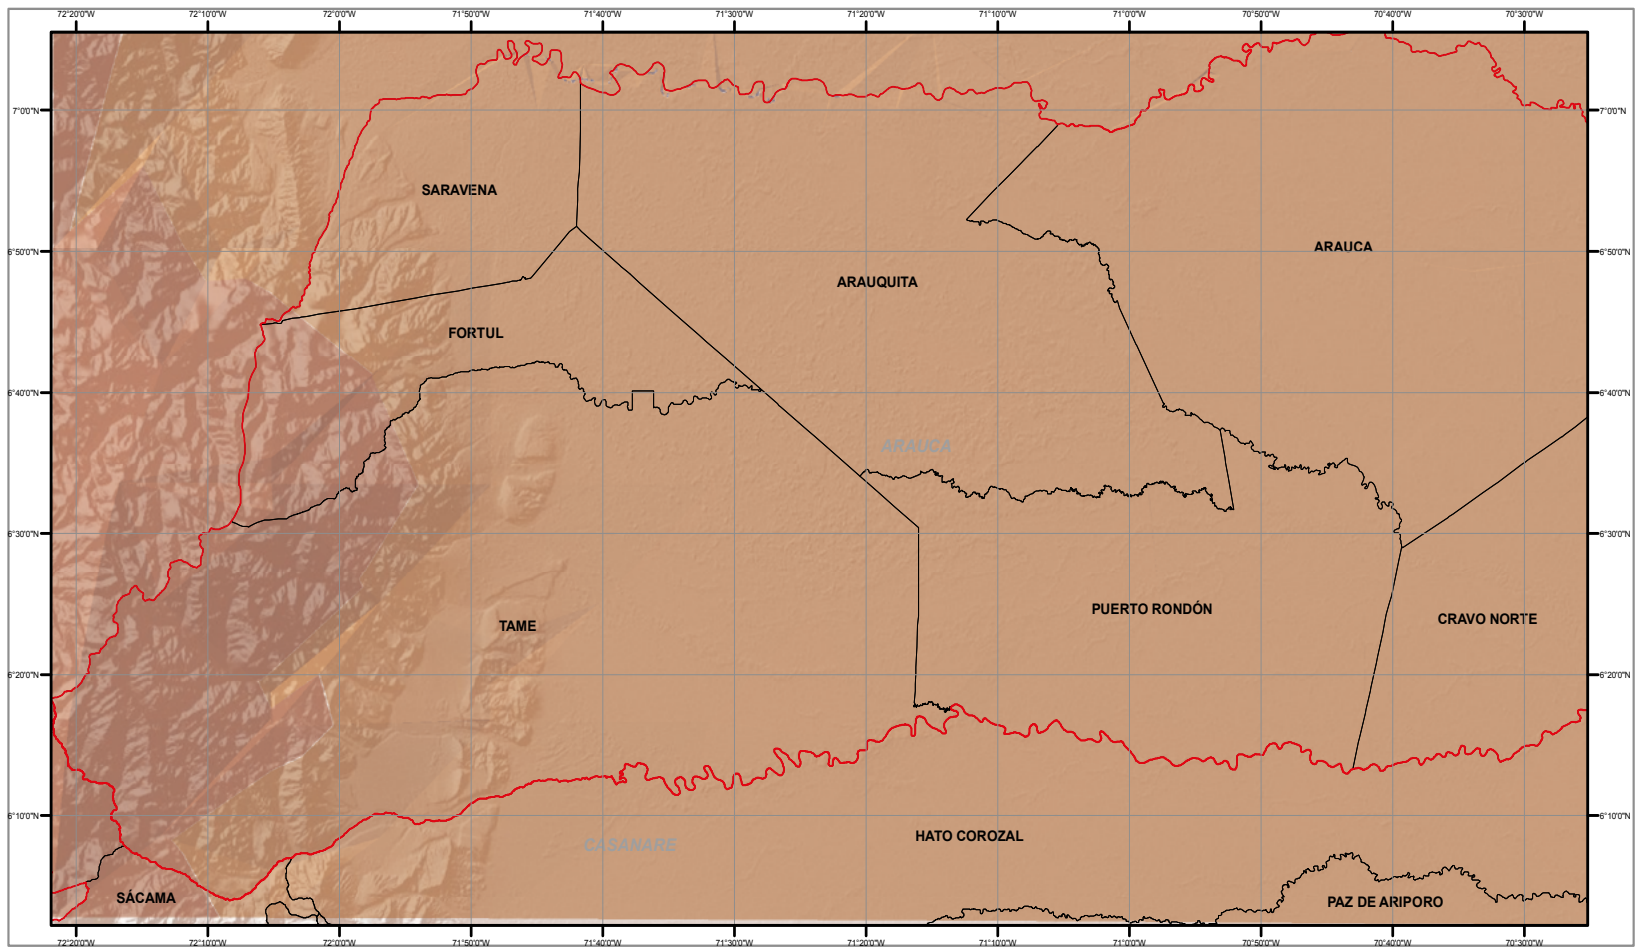 72°20'0"W 72°10'0"W 72°0'0"W 71°50'0"W 71°40'0"W 71°30'0"W 71°20'0"W 71°10'0"W 71°0'0"W 70°50'0"W 70°40'0"W 70°30'0"W
7°0'0"N 7°0'0"N
SARAVENA
ARAUCA
6°50'0"N 6°50'0"N
ARAUQUITA
FORTUL
6°40'0"N 6°40'0"N
ARAUCA
6°30'0"N 6°30'0"N
PUERTO RONDÓN
CRAVO NORTE
TAME
6°20'0"N 6°20'0"N
6°10'0"N 6°10'0"N
HATO COROZAL
CASANARE
SÁCAMA
PAZ DE ARIPORO
72°20'0"W 72°10'0"W 72°0'0"W 71°50'0"W 71°40'0"W 71°30'0"W 71°20'0"W 71°10'0"W 71°0'0"W 70°50'0"W 70°40'0"W 70°30'0"W